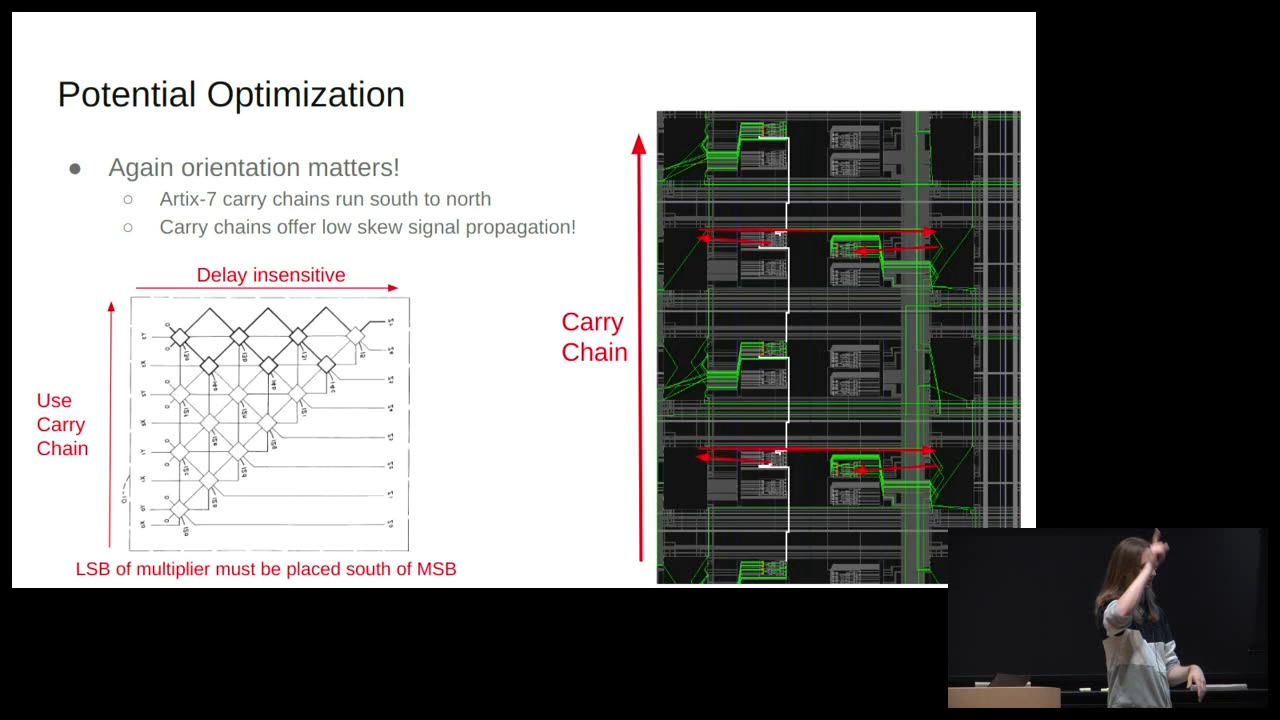 Potential Optimization
● Again orientation matters!
○ Artix-7 carry chains run south to north
○ Carry chains offer low skew signal propagation!
Delay insensitive
Use
Carry
Chain
LSB of multiplier must be placed south of MSB
Carry
Chain